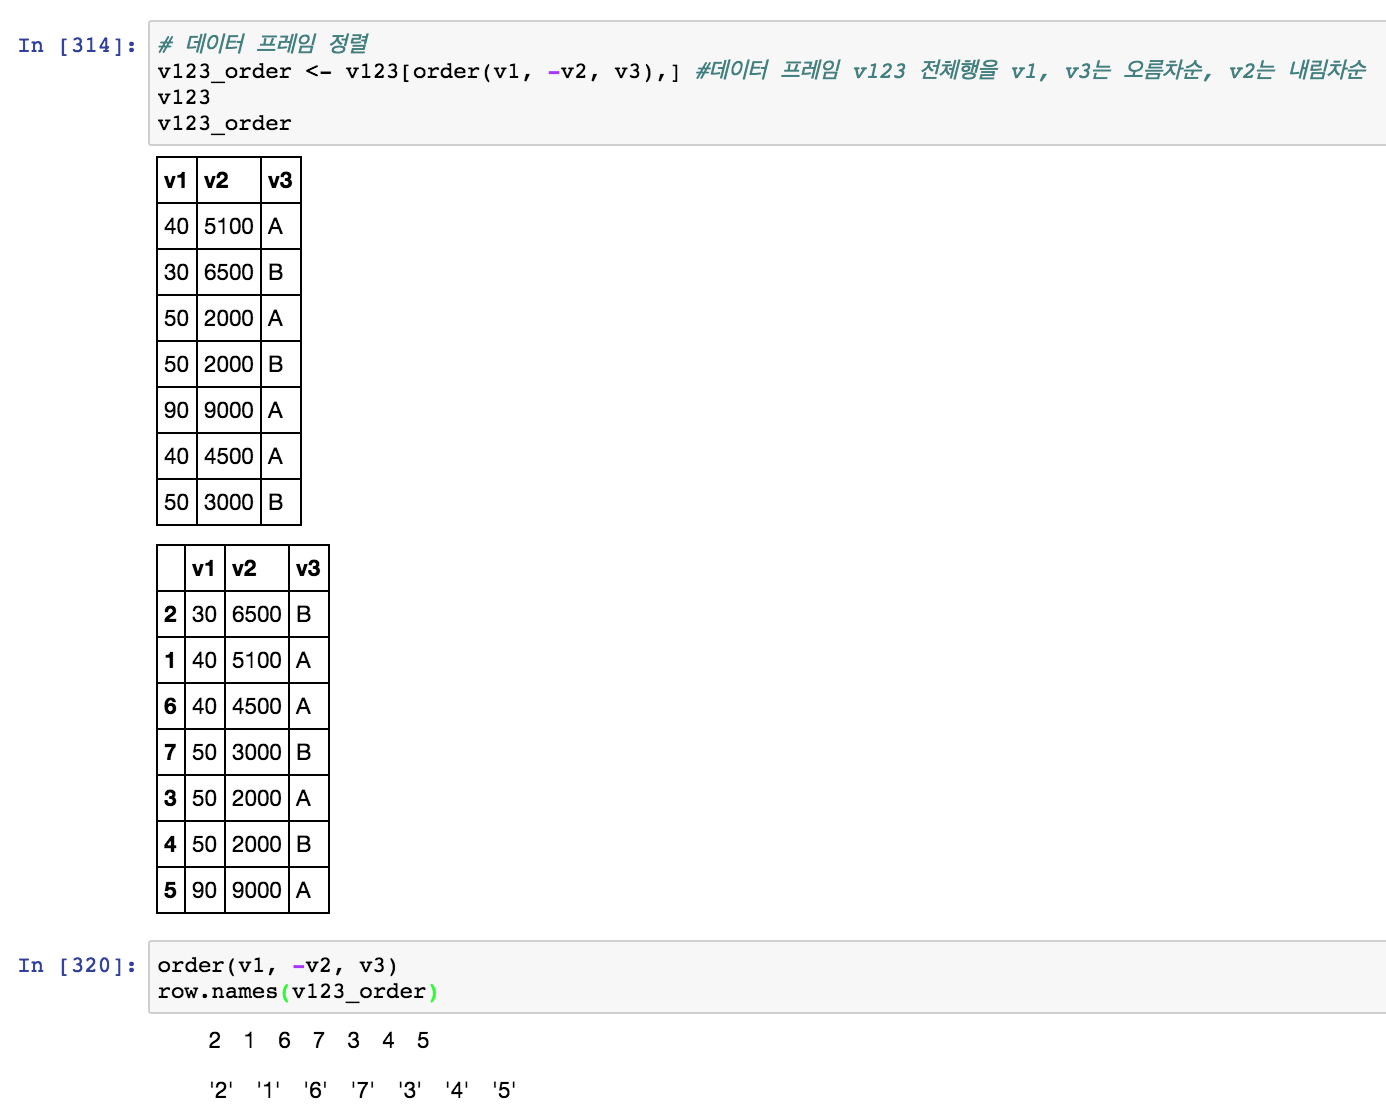 In [314]:
# 데이터 프레임 정렬
v123_order <- v123[order(v1, -v2, v3),] #데이터 프레임 v123 전체행을 v1, v3는 오름차순, v2는 내림차순
v123
v123_order
v1 v2 v3
40 5100 A
30 6500 B
50 2000 A
50 2000 B
90 9000 A
40 4500 A
50 3000 B
v1 v2 v3
2 30 6500 B
1 40 5100 A
6 40 4500 A
7 50 3000 B
3 50 2000 A
4 50 2000 B
5 90 9000 A
In [320]:
order(v1, -v2, v3)
row.names(v123_order)
2 1 6 7 3 4 5
'2' '1' '6' '7' '3' '4' '5'